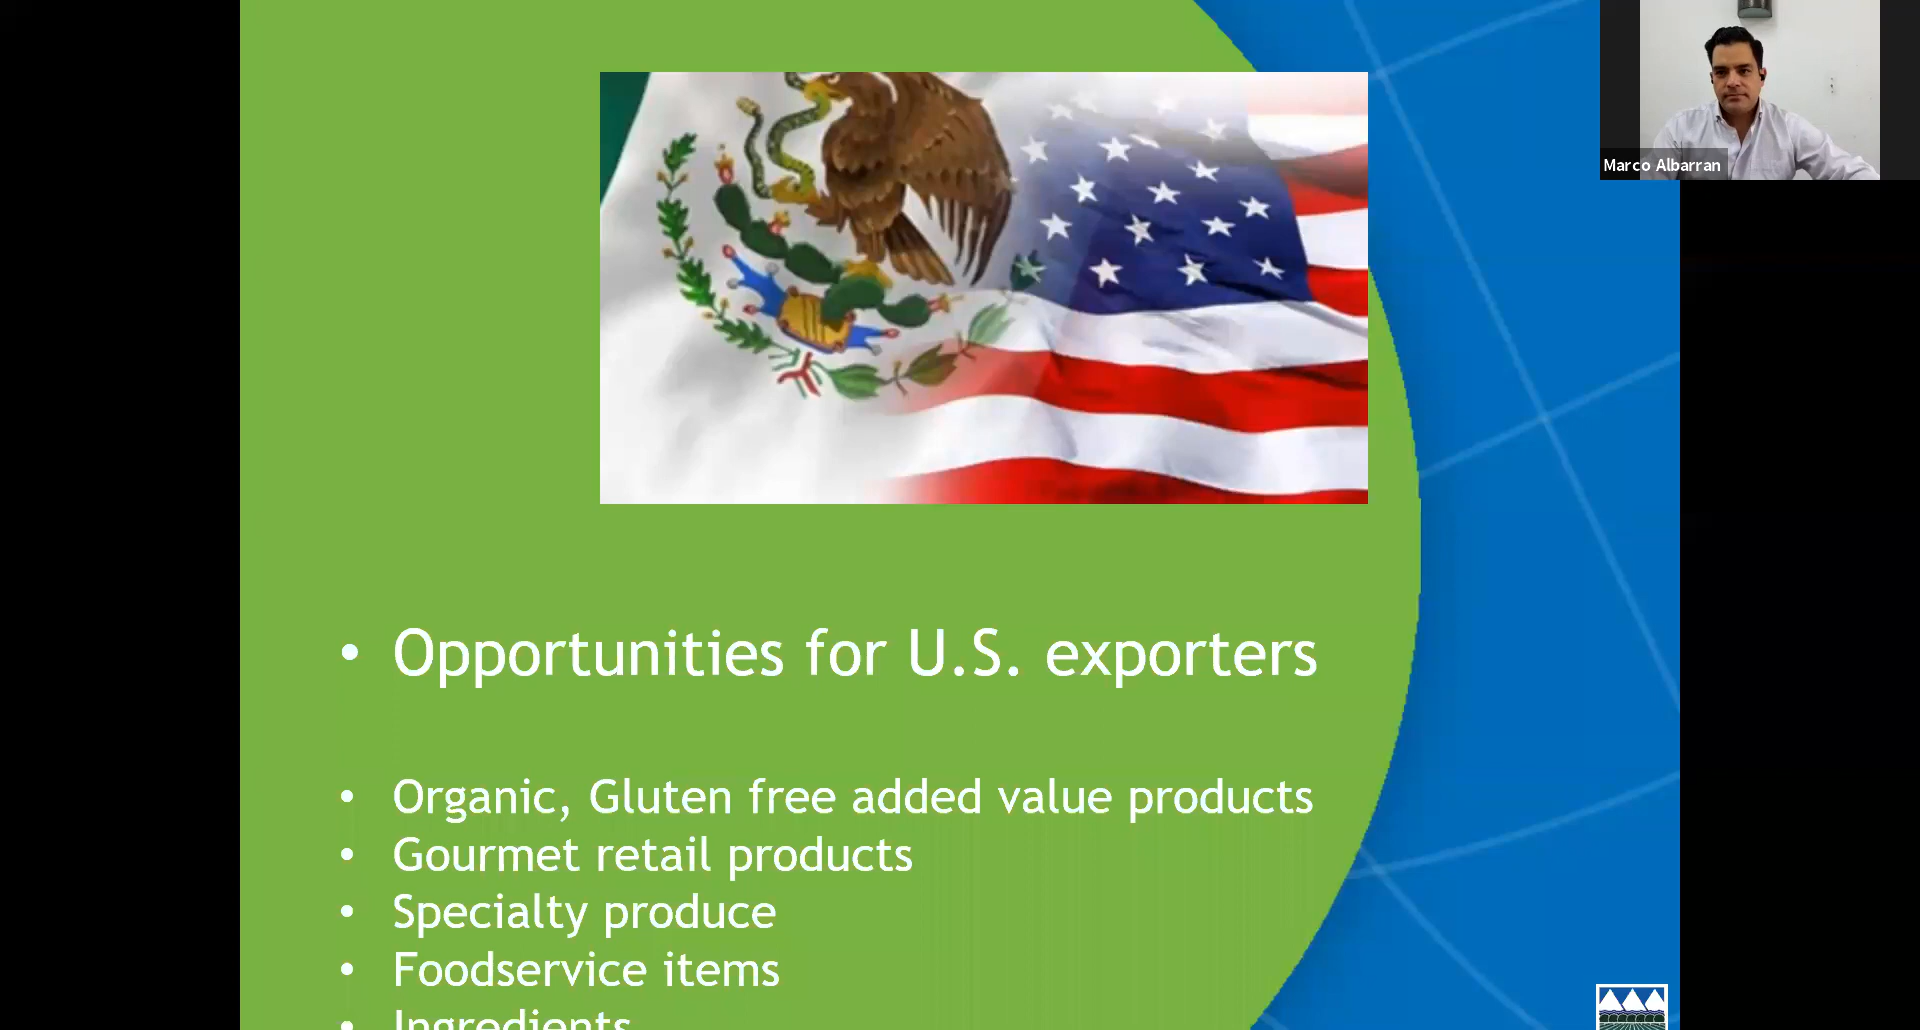 Marco Albarran
• Opportunities for U.S. exporters
• Organic, Gluten free added value products
• Gourmet retail products
• Specialty produce
• Foodservice items
• Ingredients